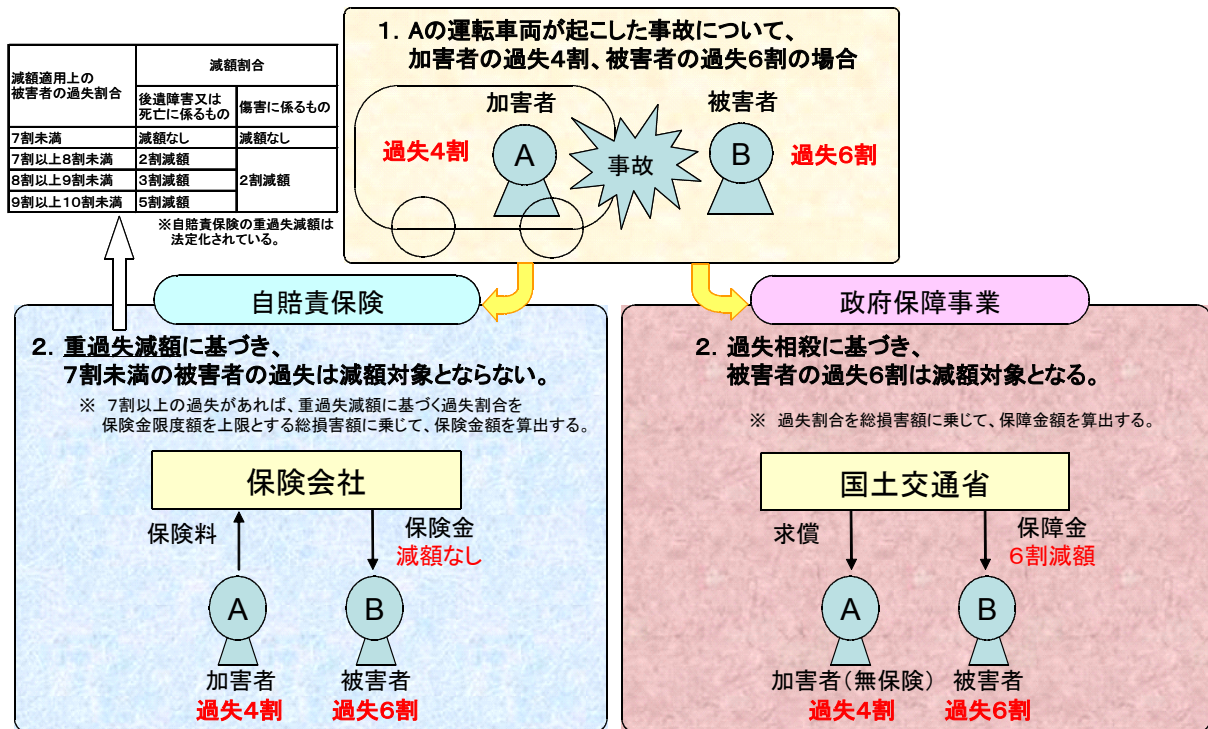 1．Aの運転車両が起こした事故について、
加害者の過失4割、被害者の過失6割の場合
加害者
被害者
過失4割
A
事故
B
過失6割
減額適用上の
被害者の過失割合
減額割合
後遺障害又は
死亡に係るもの
傷害に係るもの
7割未満
減額なし
減額なし
7割以上8割未満
2割減額
2割減額
8割以上9割未満
3割減額
9割以上10割未満
5割減額
※自賠責保険の重過失減額は
法定化されている。
自賠責保険
2．重過失減額に基づき、
7割未満の被害者の過失は減額対象とならない。
※ 7割以上の過失があれば、重過失減額に基づく過失割合を
保険金限度額を上限とする総損害額に乗じて、保険金額を算出する。
保険会社
保険料
保険金
減額なし
A
B
加害者
被害者
過失4割
過失6割
政府保障事業
2．過失相殺に基づき、
被害者の過失6割は減額対象となる。
※ 過失割合を総損害額に乗じて、保障金額を算出する。
国土交通省
求償
保障金
6割減額
A
B
加害者（無保険）
被害者
過失4割
過失6割